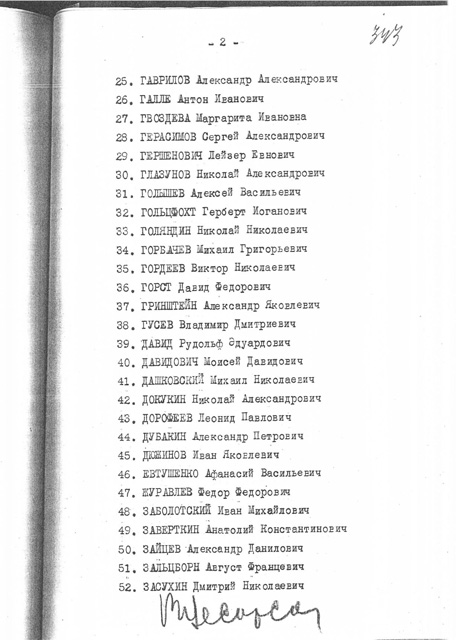 - 2 -
343
25. ГАВРИЛОВ Александр Александрович
26. ГАЛЛЕ Антон Иванович
27. ГВОЗДЕВА Маргарита Ивановна
28. ГЕРАСИМОВ Сергей Александрович
29. ГЕРШЕНОВИЧ Лейзер Евнович
30. ГЛАЗУНОВ Николай Александрович
31. ГОЛЫШЕВ Алексей Васильевич
32. ГОЛЬЦФОХТ Герберт Иоганович
33. ГОЛЯНДИН Николай Николаевич
34. ГОРБАЧЕВ Михаил Григорьевич
35. ГОРДЕЕВ Виктор Николаевич
36. ГОРСТ Давид Федорович
37. ГРИНШТЕЙН Александр Яковлевич
38. ГУСЕВ Владимир Дмитриевич
39. ДАВИД Рудольф Эдуардович
40. ДАВИДОВИЧ Моисей Давидович
41. ДАШКОВСКИЙ Михаил Николаевич
42. ДОКУКИН Николай Александрович
43. ДОРОФЕЕВ Леонид Павлович
44. ДУБАКИН Александр Петрович
45. ДЮЖИНОВ Иван Яковлевич
46. ЕВТУШЕНКО Афанасий Васильевич
47. ЖУРАВЛЕВ Федор Федорович
48. ЗАБОЛОТСКИЙ Иван Михайлович
49. ЗАВЕРТКИН Анатолий Константинович
50. ЗАЙЦЕВ Александр Данилович
51. ЗАЛЬЦБОРН Август Францевич
52. ЗАСУХИН Дмитрий Николаевич